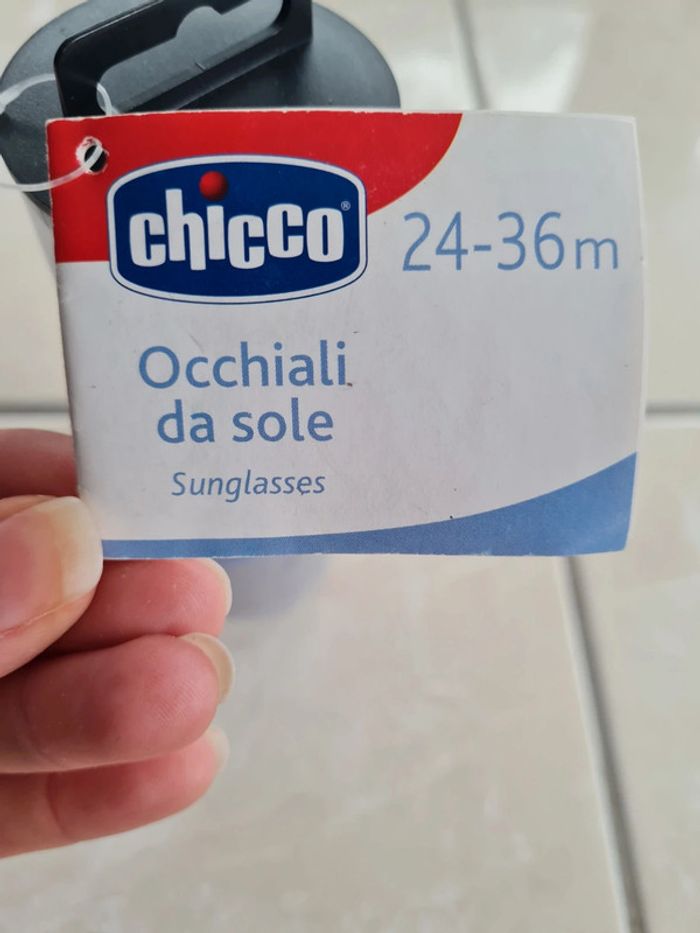 chicco®
24-36m
Occhiali
da sole
Sunglasses